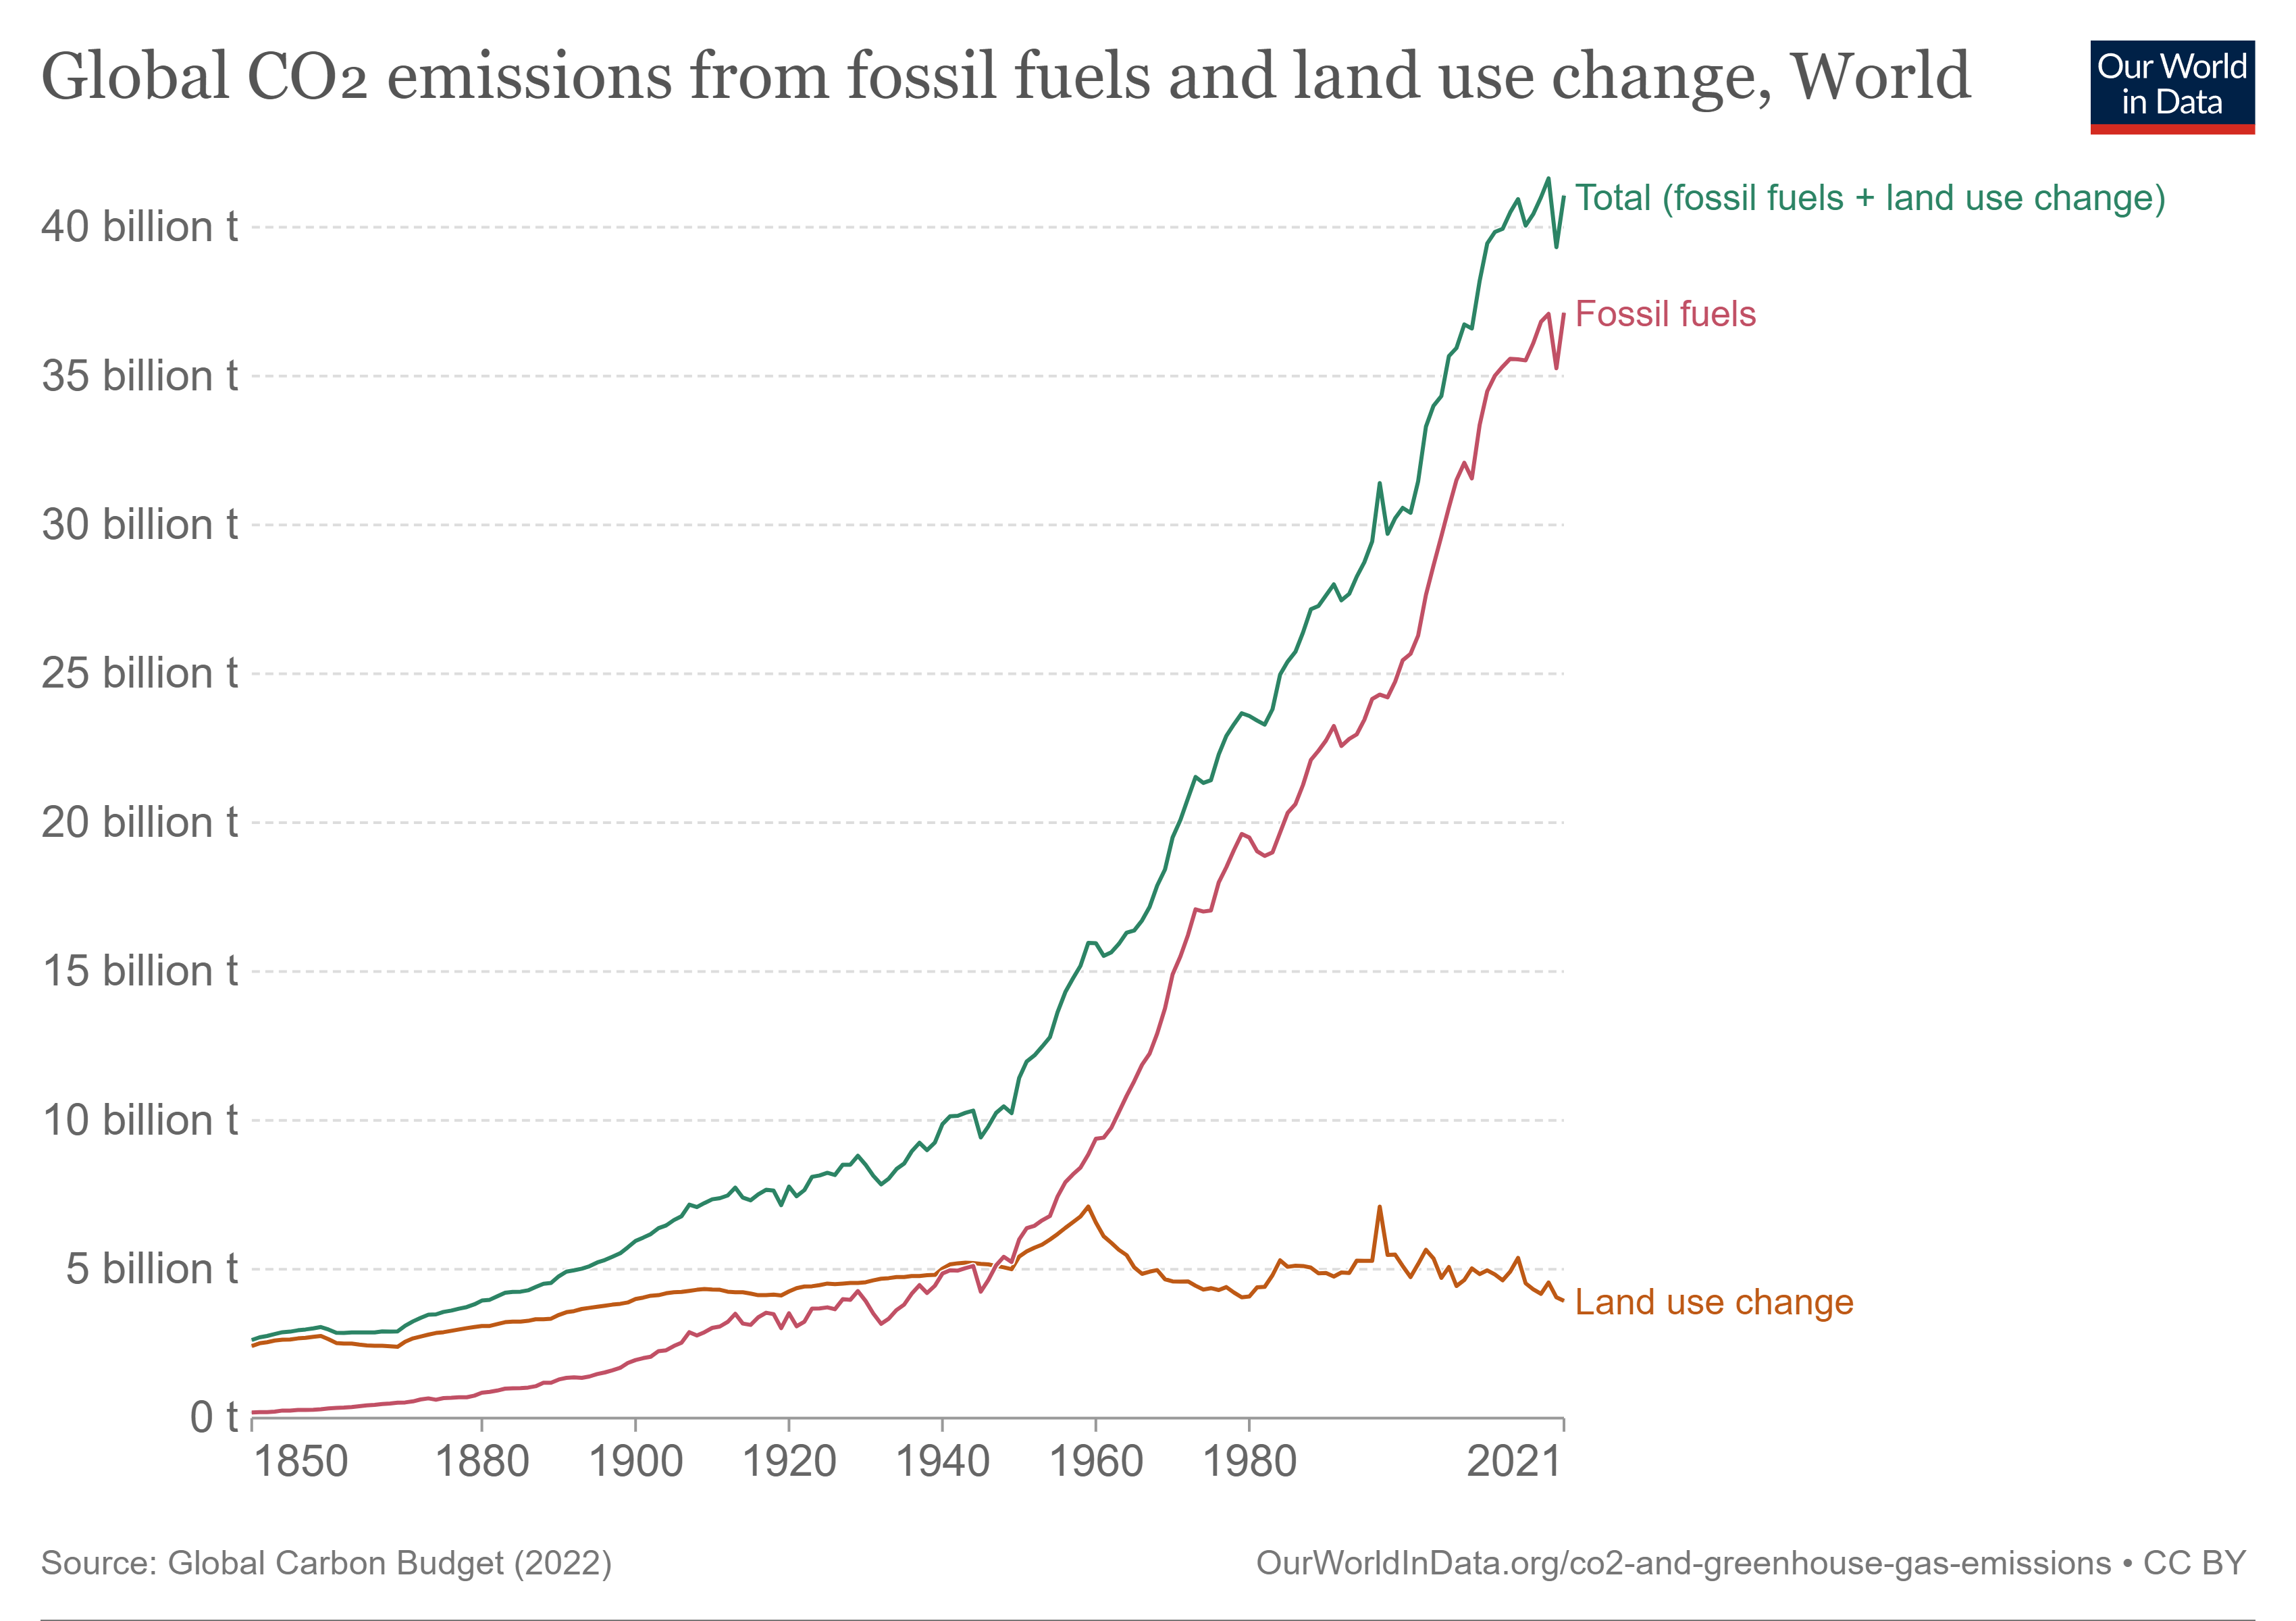 Global CO2 emissions from fossil fuels and land use change, World
Our World
in Data
Total (fossil fuels + land use change)
40 billion t
Fossil fuels
35 billion t
30 billion t
25 billion t
20 billion t
15 billion t
10 billion t
5 billion t
Land use change
0 t
1850 1880 1900 1920 1940 1960 1980 2021
Source: Global Carbon Budget (2022)
OurWorldInData.org/co2-and-greenhouse-gas-emissions • CC BY